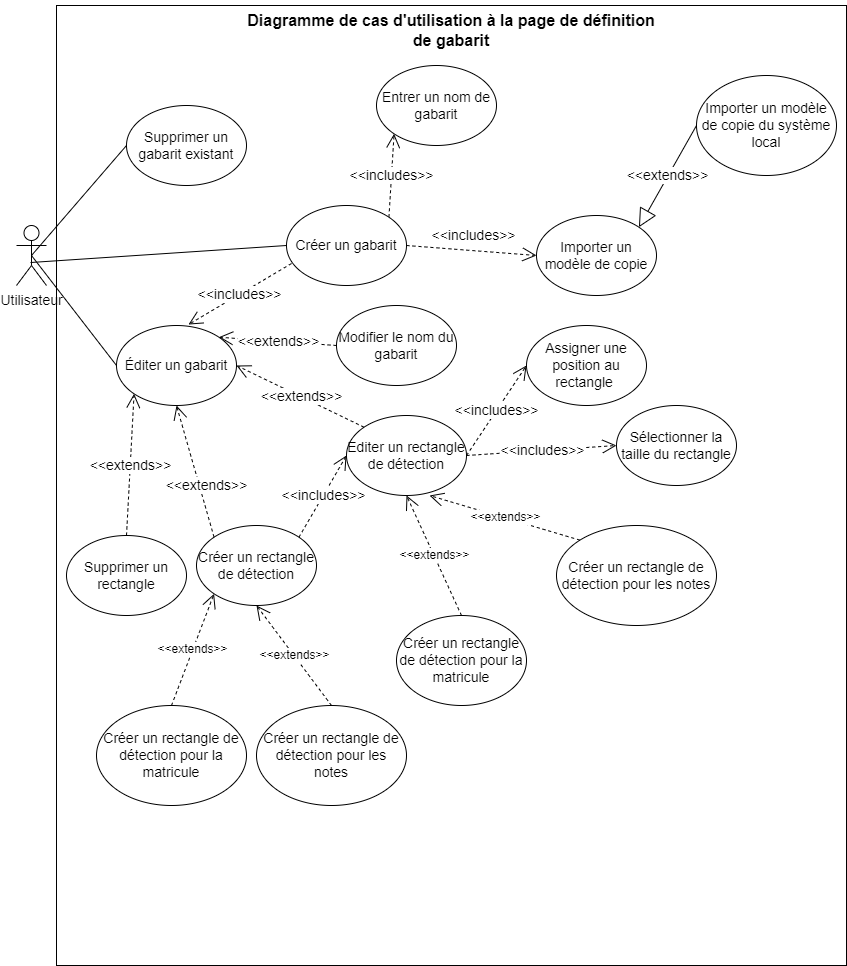 Diagramme de cas d'utilisation à la page de définition
de gabarit
Entrer un nom de
gabarit
Importer un modèle
de copie du système
local
Supprimer un
gabarit existant
<<includes>>
<<extends>>
Créer un gabarit
<<includes>>
Importer un
modèle de copie
Utilisateur
<<includes>>
Éditer un gabarit
<<extends>>
Modifier le nom du
gabarit
Assigner une
position au
rectangle
<<extends>>
<<includes>>
Editer un rectangle
de détection
<<includes>>
Sélectionner la
taille du rectangle
<<extends>>
<<extends>>
<<includes>>
<<extends>>
Supprimer un
rectangle
Créer un rectangle
de détection
<<extends>>
Créer un rectangle de
détection pour les notes
<<extends>>
<<extends>>
Créer un rectangle
de détection pour la
matricule
Créer un rectangle de
détection pour la
matricule
Créer un rectangle de
détection pour les
notes